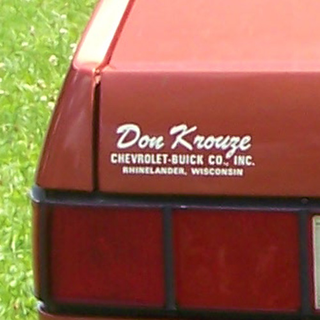 Don Krouze
CHEVROLET-BUICK CO., INC.
RHINELANDER, WISCONSIN